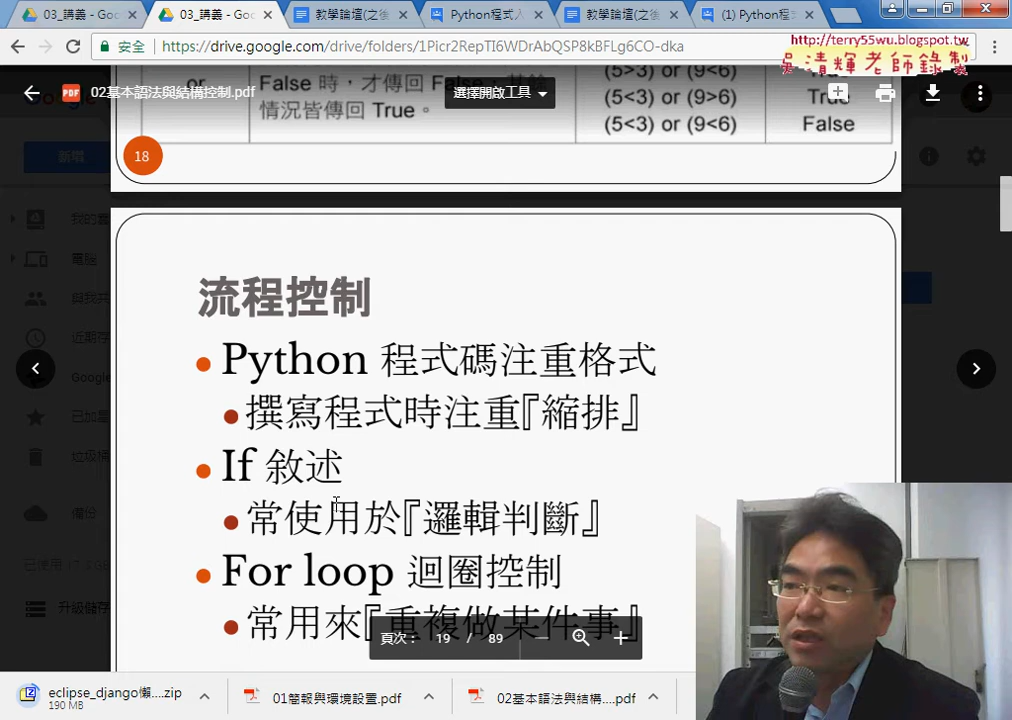 03_講義 - Goo
03_講義 - Goo
教學論壇(之後
Python程式入
教學論壇(之後
(1) Python程式
安全
https://drive.google.com/drive/folders/1Picr2RepTI6WDrAbQSP8kBFLg6CO-dka
http://terry55wu.blogspot.tw
吳清輝老師錄製
02基本語法與結構控制.pdf
選擇開啟工具
or
False 時，才傳回 False，其餘
情況皆傳回 True。
(5>3) or (9<6)
(5<3) or (9>6)
True
(5<3) or (9<6)
False
18
流程控制
Python 程式碼注重格式
撰寫程式時注重『縮排』
If 敘述
常使用於『邏輯判斷』
For loop 迴圈控制
常用來『重複做某件事』
頁次： 19 / 89
新增
電腦
Google
備份
eclipse_django懶....zip
190 MB
01簡報與環境設置.pdf
02基本語法與結構....pdf